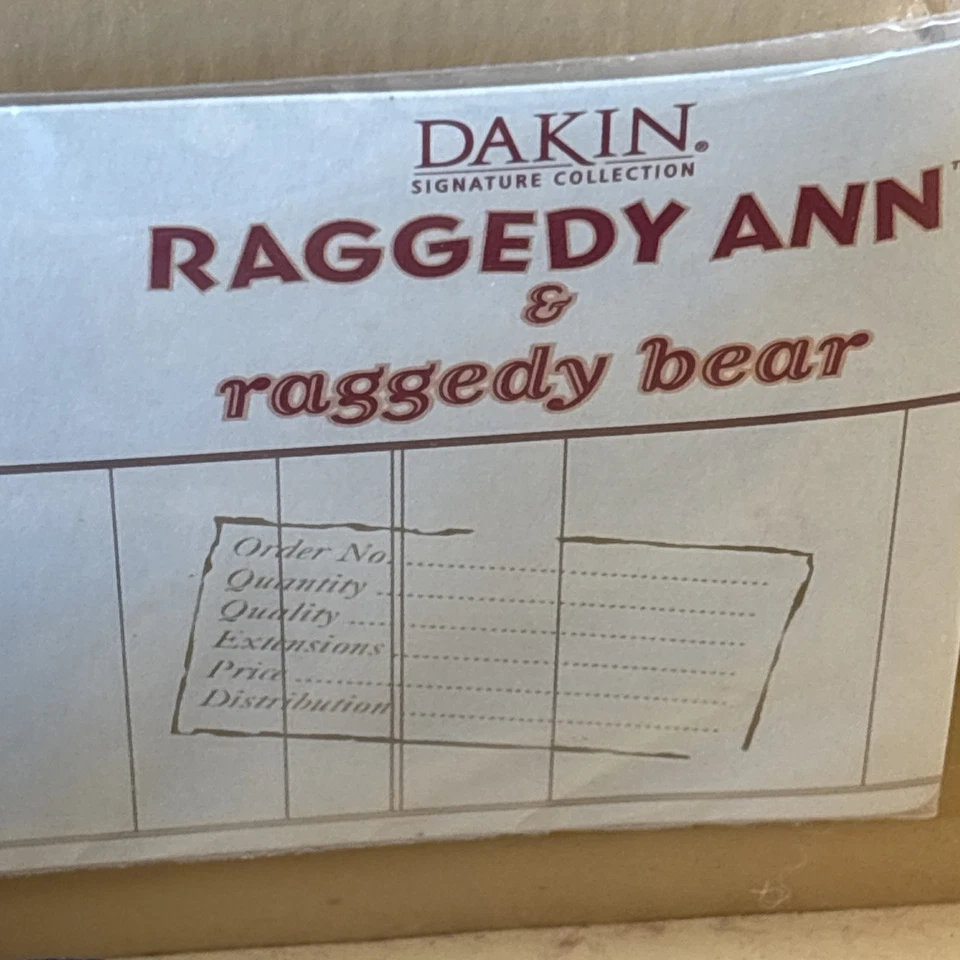 DAKIN®
SIGNATURE COLLECTION
RAGGEDY ANN™
&
raggedy bear
Order No.
Quantity
Quality
Extensions
Price
Distribution